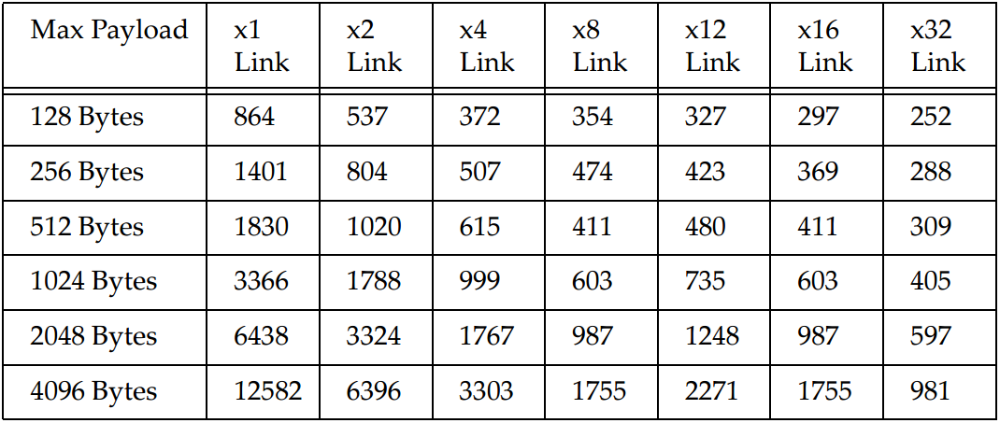 Max Payload x1 Link x2 Link x4 Link x8 Link x12 Link x16 Link x32 Link
128 Bytes 864 537 372 354 327 297 252
256 Bytes 1401 804 507 474 423 369 288
512 Bytes 1830 1020 615 411 480 411 309
1024 Bytes 3366 1788 999 603 735 603 405
2048 Bytes 6438 3324 1767 987 1248 987 597
4096 Bytes 12582 6396 3303 1755 2271 1755 981